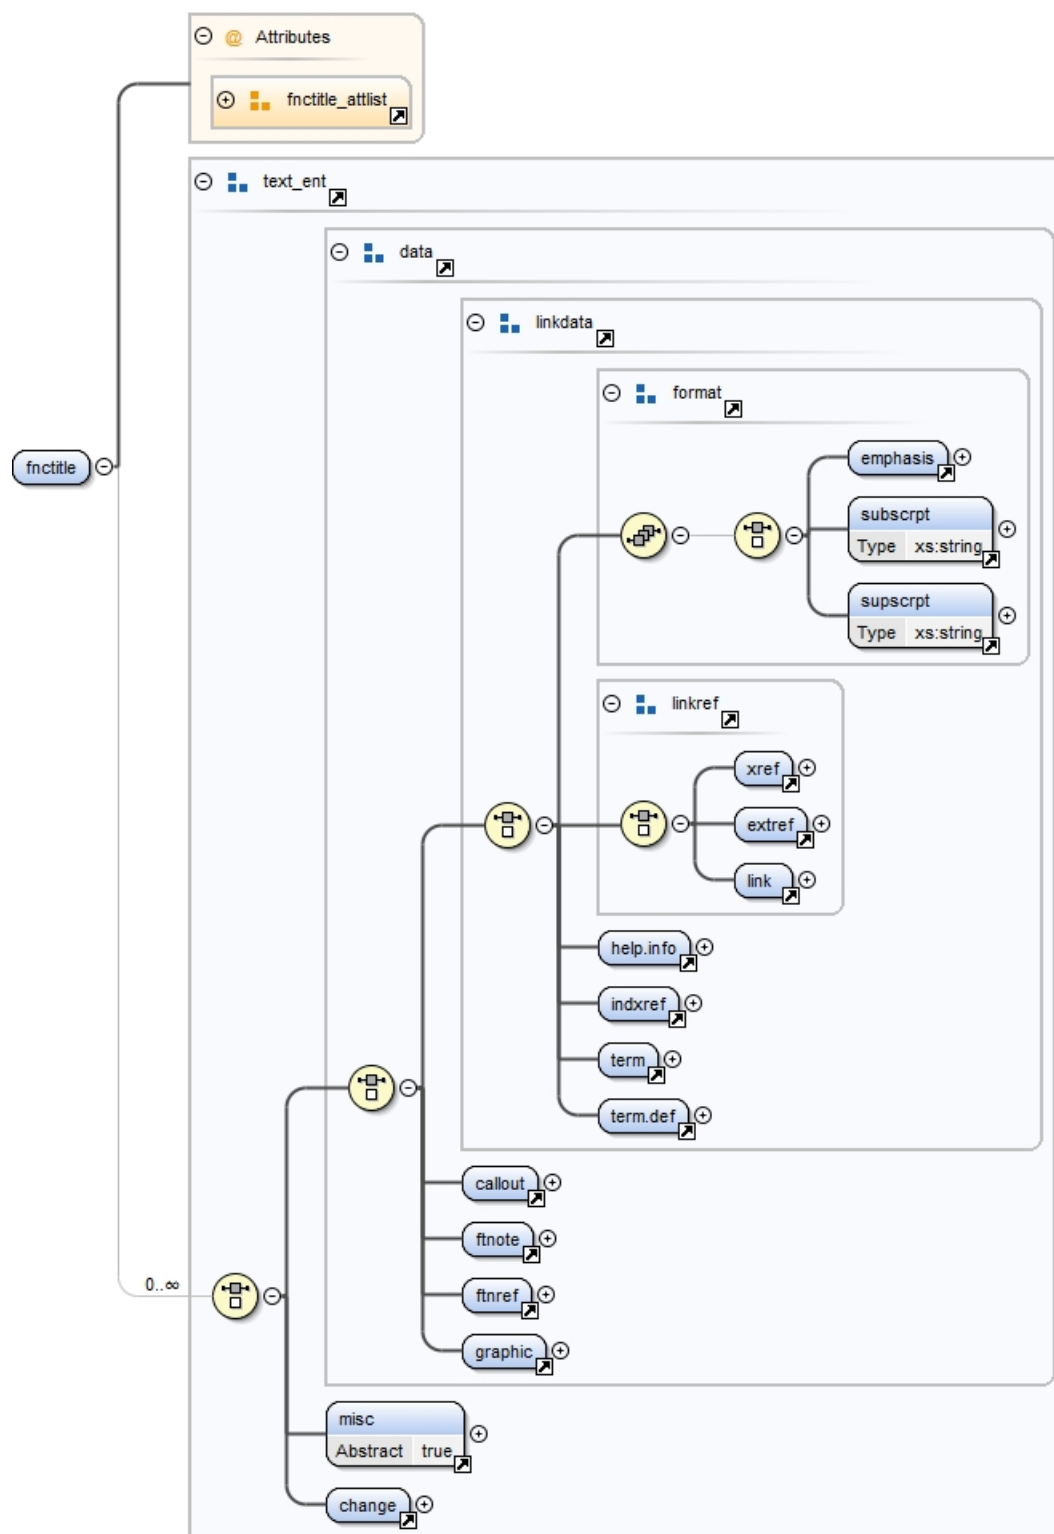 Attributes
fnctitle_attlist
text_ent
data
linkdata
format
fnctitle
emphasis
subscrpt
Type xs:string
supscrpt
Type xs:string
linkref
xref
extref
link
help.info
indxref
term
term.def
callout
ftnote
0..∞
ftnref
graphic
misc
Abstract true
change